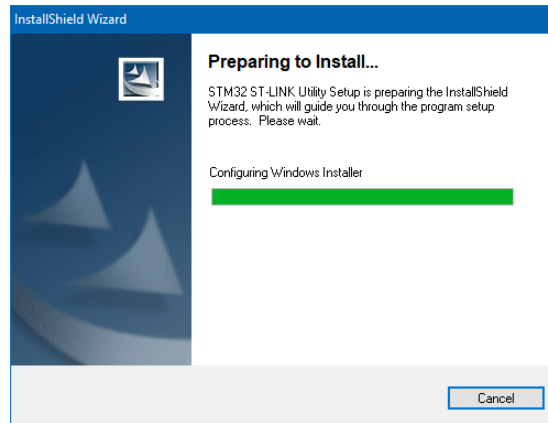 InstallShield Wizard
Preparing to Install...
STM32 ST-LINK Utility Setup is preparing the InstallShield
Wizard, which will guide you through the program setup
process. Please wait.
Configuring Windows Installer
Cancel